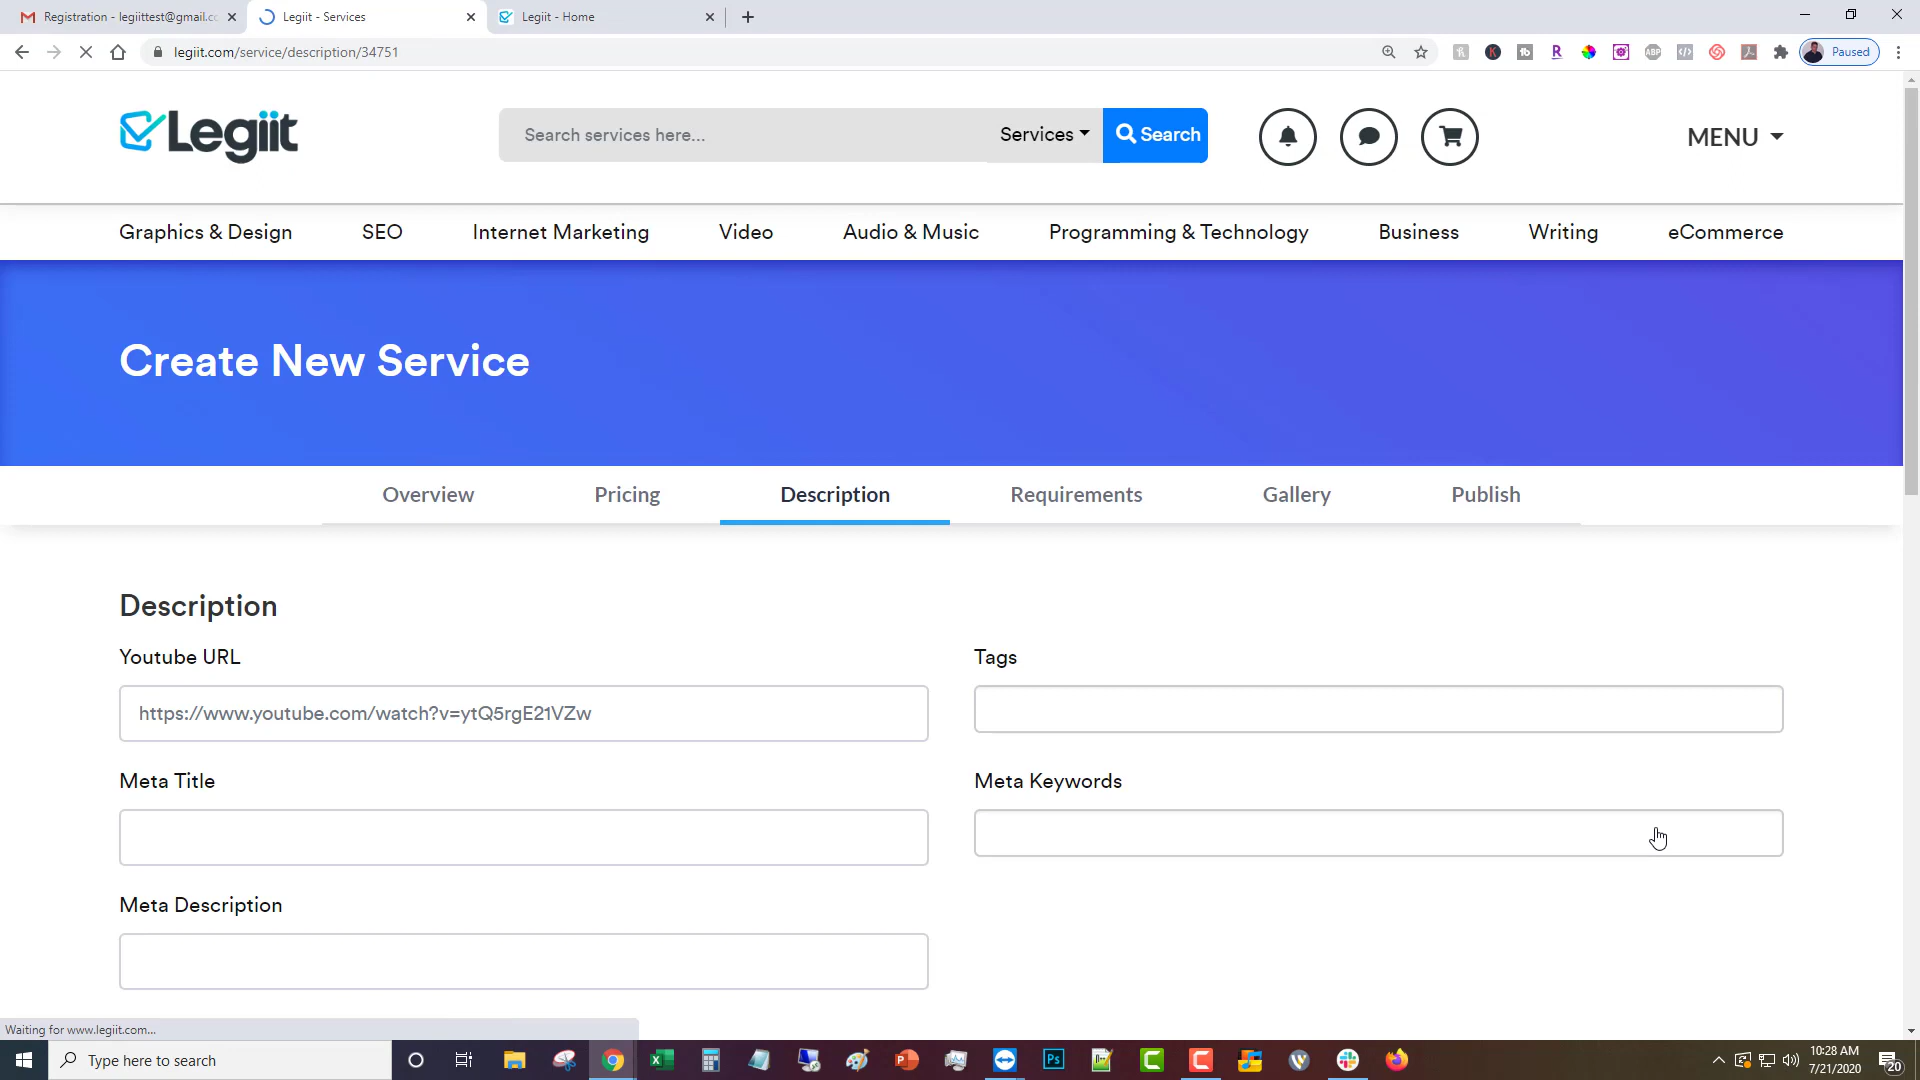 Registration - legiittest@gmail.co
Legiit - Services
Legiit - Home
legiit.com/service/description/34751
Paused
Legiit
Search services here...
Services
Search
MENU
Graphics & Design
SEO
Internet Marketing
Video
Audio & Music
Programming & Technology
Business
Writing
eCommerce
Create New Service
Overview
Pricing
Description
Requirements
Gallery
Publish
Description
Youtube URL
Tags
https://www.youtube.com/watch?v=ytQ5rgE21VZw
Meta Title
Meta Keywords
Meta Description
Waiting for www.legiit.com...
Type here to search
10:28 AM
7/21/2020
20